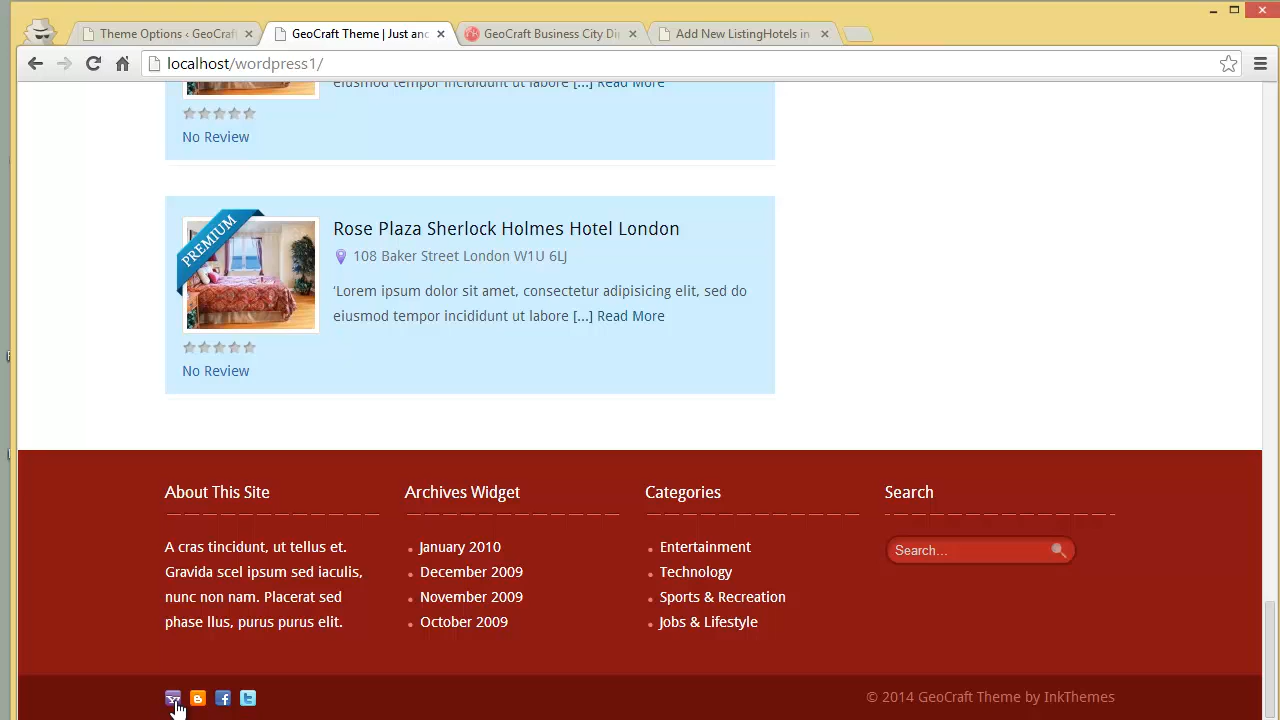 Theme Options ‹ GeoCraf
GeoCraft Theme | Just anc
GeoCraft Business City Di
Add New ListingHotels in
localhost/wordpress1/
eiusmod tempor incididunt ut labore [...] Read More
No Review
PREMIUM
Rose Plaza Sherlock Holmes Hotel London
108 Baker Street London W1U 6LJ
‘Lorem ipsum dolor sit amet, consectetur adipisicing elit, sed do
eiusmod tempor incididunt ut labore [...] Read More
No Review
About This Site
A cras tincidunt, ut tellus et.
Gravida scel ipsum sed iaculis,
nunc non nam. Placerat sed
phase llus, purus purus elit.
Archives Widget
January 2010
December 2009
November 2009
October 2009
Categories
Entertainment
Technology
Sports & Recreation
Jobs & Lifestyle
Search
Search...
© 2014 GeoCraft Theme by InkThemes